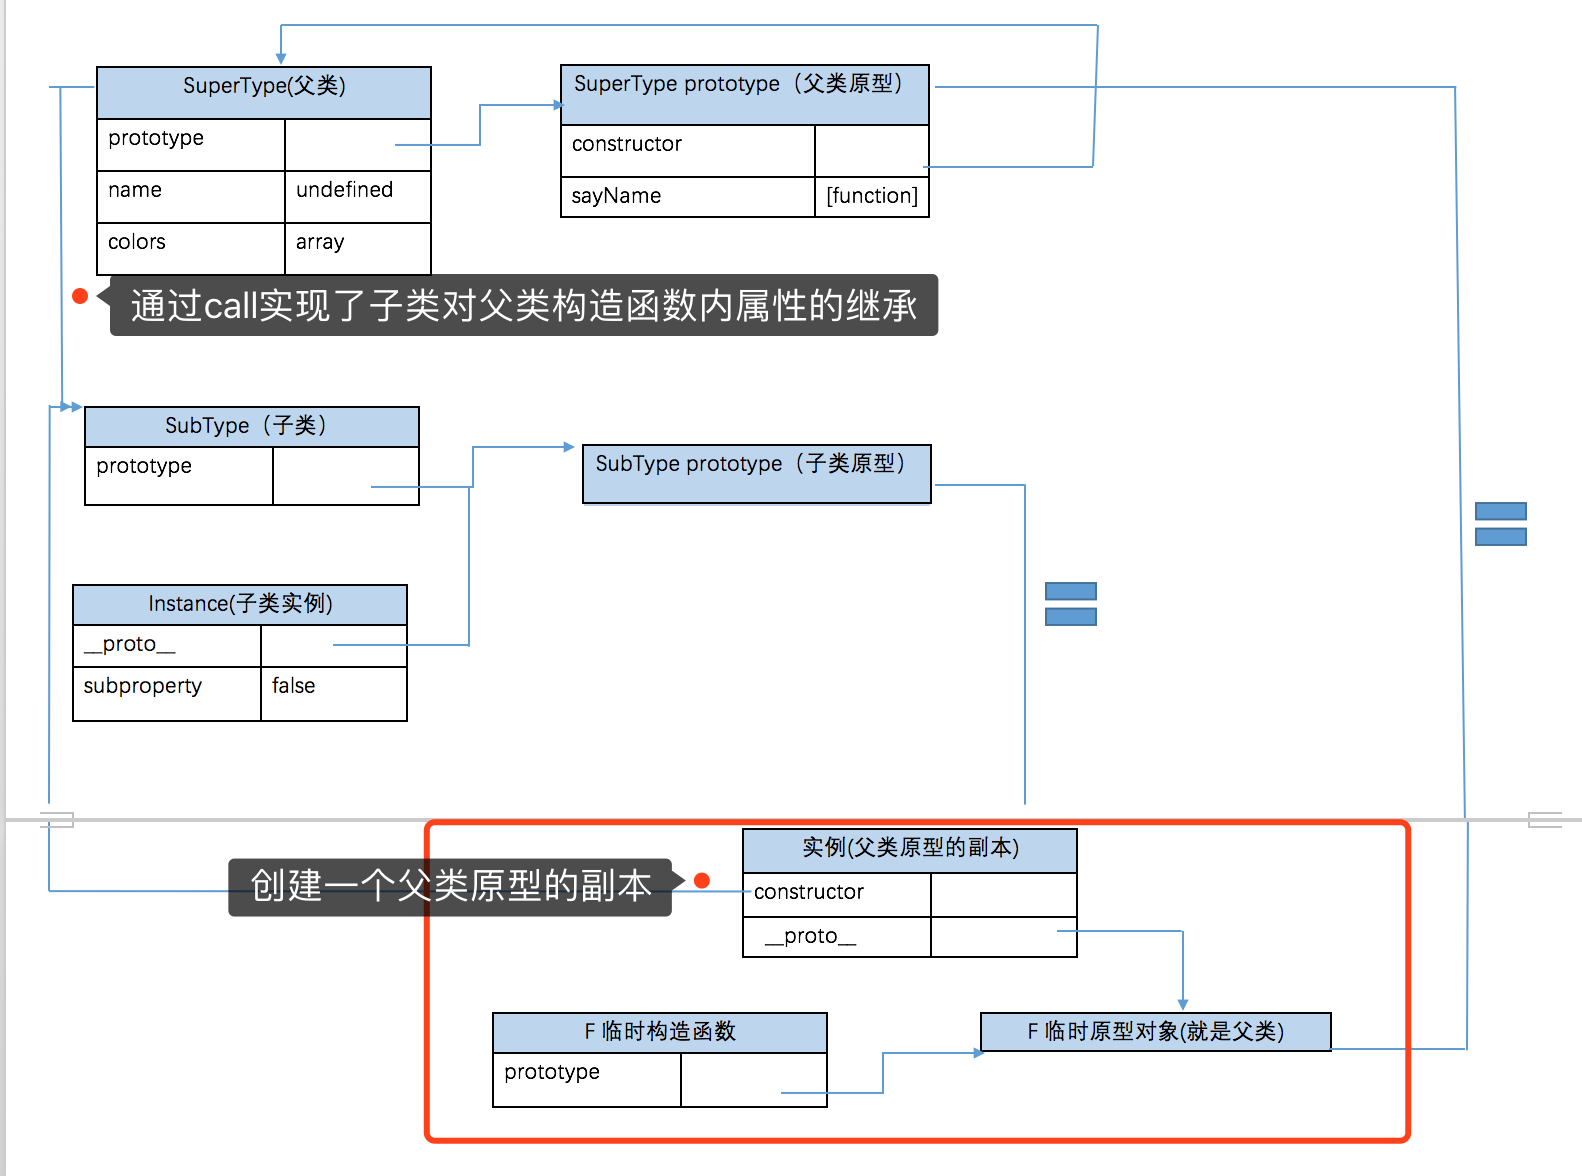 SuperType(父类)
prototype
name
undefined
colors
array
SuperType prototype（父类原型）
constructor
sayName
[function]
通过call实现了子类对父类构造函数内属性的继承
SubType（子类）
prototype
SubType prototype（子类原型）
Instance(子类实例)
__proto__
subproperty
false
实例(父类原型的副本)
constructor
__proto__
创建一个父类原型的副本
F 临时构造函数
prototype
F 临时原型对象(就是父类)